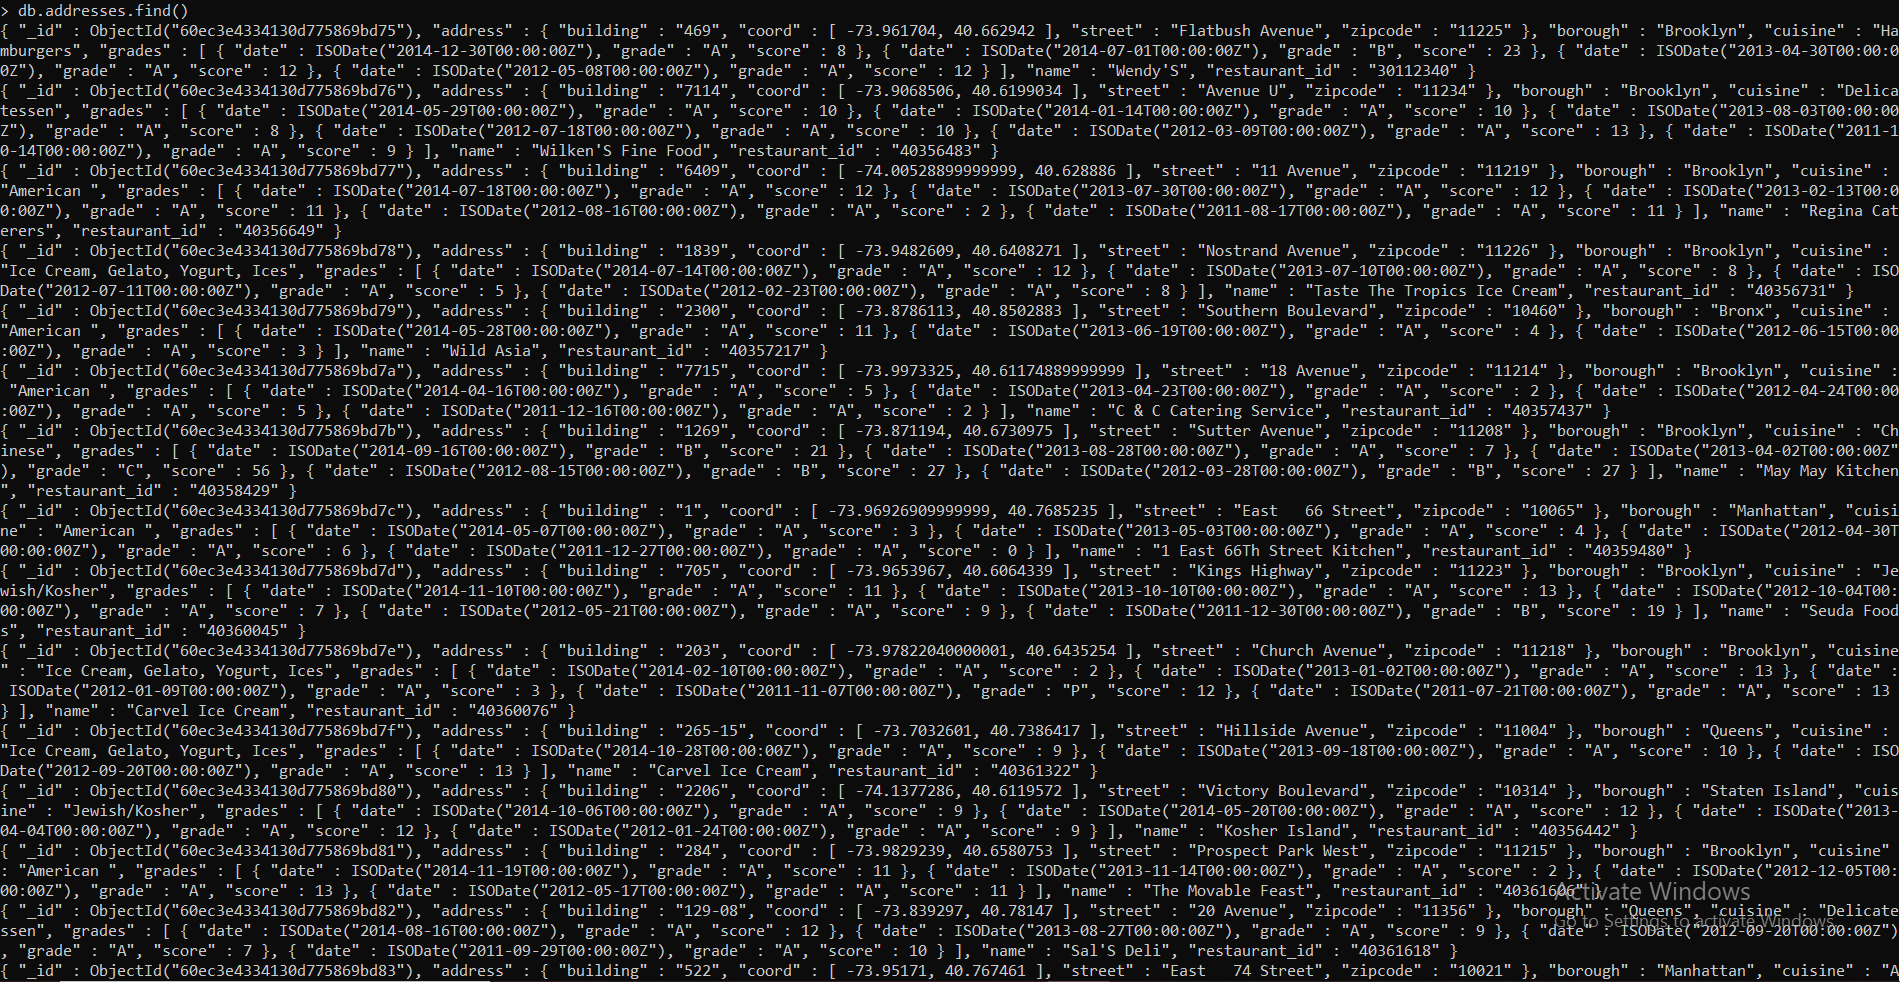 > db.addresses.find()
{ "_id" : ObjectId("60ec3e4334130d775869bd75"), "address" : { "building" : "469", "coord" : [ -73.961704, 40.662942 ], "street" : "Flatbush Avenue", "zipcode" : "11225" }, "borough" : "Brooklyn", "cuisine" : "Ha
mburgers", "grades" : [ { "date" : ISODate("2014-12-30T00:00:00Z"), "grade" : "A", "score" : 8 }, { "date" : ISODate("2014-07-01T00:00:00Z"), "grade" : "B", "score" : 23 }, { "date" : ISODate("2013-04-30T00:00:0
0Z"), "grade" : "A", "score" : 12 }, { "date" : ISODate("2012-05-08T00:00:00Z"), "grade" : "A", "score" : 12 } ], "name" : "Wendy'S", "restaurant_id" : "30112340" }
{ "_id" : ObjectId("60ec3e4334130d775869bd76"), "address" : { "building" : "7114", "coord" : [ -73.9068506, 40.6199034 ], "street" : "Avenue U", "zipcode" : "11234" }, "borough" : "Brooklyn", "cuisine" : "Delica
tessen", "grades" : [ { "date" : ISODate("2014-05-29T00:00:00Z"), "grade" : "A", "score" : 10 }, { "date" : ISODate("2014-01-14T00:00:00Z"), "grade" : "A", "score" : 10 }, { "date" : ISODate("2013-08-03T00:00:00
Z"), "grade" : "A", "score" : 8 }, { "date" : ISODate("2012-07-18T00:00:00Z"), "grade" : "A", "score" : 10 }, { "date" : ISODate("2012-03-09T00:00:00Z"), "grade" : "A", "score" : 13 }, { "date" : ISODate("2011-1
0-14T00:00:00Z"), "grade" : "A", "score" : 9 } ], "name" : "Wilken'S Fine Food", "restaurant_id" : "40356483" }
{ "_id" : ObjectId("60ec3e4334130d775869bd77"), "address" : { "building" : "6409", "coord" : [ -74.00528899999999, 40.628886 ], "street" : "11 Avenue", "zipcode" : "11219" }, "borough" : "Brooklyn", "cuisine" :
"American ", "grades" : [ { "date" : ISODate("2014-07-18T00:00:00Z"), "grade" : "A", "score" : 12 }, { "date" : ISODate("2013-07-30T00:00:00Z"), "grade" : "A", "score" : 12 }, { "date" : ISODate("2013-02-13T00:0
0:00Z"), "grade" : "A", "score" : 11 }, { "date" : ISODate("2012-08-16T00:00:00Z"), "grade" : "A", "score" : 2 }, { "date" : ISODate("2011-08-17T00:00:00Z"), "grade" : "A", "score" : 11 } ], "name" : "Regina Cat
erers", "restaurant_id" : "40356649" }
{ "_id" : ObjectId("60ec3e4334130d775869bd78"), "address" : { "building" : "1839", "coord" : [ -73.9482609, 40.6408271 ], "street" : "Nostrand Avenue", "zipcode" : "11226" }, "borough" : "Brooklyn", "cuisine" :
"Ice Cream, Gelato, Yogurt, Ices", "grades" : [ { "date" : ISODate("2014-07-14T00:00:00Z"), "grade" : "A", "score" : 12 }, { "date" : ISODate("2013-07-10T00:00:00Z"), "grade" : "A", "score" : 8 }, { "date" : ISO
Date("2012-07-11T00:00:00Z"), "grade" : "A", "score" : 5 }, { "date" : ISODate("2012-02-23T00:00:00Z"), "grade" : "A", "score" : 8 } ], "name" : "Taste The Tropics Ice Cream", "restaurant_id" : "40356731" }
{ "_id" : ObjectId("60ec3e4334130d775869bd79"), "address" : { "building" : "2300", "coord" : [ -73.8786113, 40.8502883 ], "street" : "Southern Boulevard", "zipcode" : "10460" }, "borough" : "Bronx", "cuisine" :
"American ", "grades" : [ { "date" : ISODate("2014-05-28T00:00:00Z"), "grade" : "A", "score" : 11 }, { "date" : ISODate("2013-06-19T00:00:00Z"), "grade" : "A", "score" : 4 }, { "date" : ISODate("2012-06-15T00:00
:00Z"), "grade" : "A", "score" : 3 } ], "name" : "Wild Asia", "restaurant_id" : "40357217" }
{ "_id" : ObjectId("60ec3e4334130d775869bd7a"), "address" : { "building" : "7715", "coord" : [ -73.9973325, 40.61174889999999 ], "street" : "18 Avenue", "zipcode" : "11214" }, "borough" : "Brooklyn", "cuisine" :
 "American ", "grades" : [ { "date" : ISODate("2014-04-16T00:00:00Z"), "grade" : "A", "score" : 5 }, { "date" : ISODate("2013-04-23T00:00:00Z"), "grade" : "A", "score" : 2 }, { "date" : ISODate("2012-04-24T00:00
:00Z"), "grade" : "A", "score" : 5 }, { "date" : ISODate("2011-12-16T00:00:00Z"), "grade" : "A", "score" : 2 } ], "name" : "C & C Catering Service", "restaurant_id" : "40357437" }
{ "_id" : ObjectId("60ec3e4334130d775869bd7b"), "address" : { "building" : "1269", "coord" : [ -73.871194, 40.6730975 ], "street" : "Sutter Avenue", "zipcode" : "11208" }, "borough" : "Brooklyn", "cuisine" : "Ch
inese", "grades" : [ { "date" : ISODate("2014-09-16T00:00:00Z"), "grade" : "B", "score" : 21 }, { "date" : ISODate("2013-08-28T00:00:00Z"), "grade" : "A", "score" : 7 }, { "date" : ISODate("2013-04-02T00:00:00Z"
), "grade" : "C", "score" : 56 }, { "date" : ISODate("2012-08-15T00:00:00Z"), "grade" : "B", "score" : 27 }, { "date" : ISODate("2012-03-28T00:00:00Z"), "grade" : "B", "score" : 27 } ], "name" : "May May Kitchen
", "restaurant_id" : "40358429" }
{ "_id" : ObjectId("60ec3e4334130d775869bd7c"), "address" : { "building" : "1", "coord" : [ -73.96926909999999, 40.7685235 ], "street" : "East   66 Street", "zipcode" : "10065" }, "borough" : "Manhattan", "cuisi
ne" : "American ", "grades" : [ { "date" : ISODate("2014-05-07T00:00:00Z"), "grade" : "A", "score" : 3 }, { "date" : ISODate("2013-05-03T00:00:00Z"), "grade" : "A", "score" : 4 }, { "date" : ISODate("2012-04-30T
00:00:00Z"), "grade" : "A", "score" : 6 }, { "date" : ISODate("2011-12-27T00:00:00Z"), "grade" : "A", "score" : 0 } ], "name" : "1 East 66Th Street Kitchen", "restaurant_id" : "40359480" }
{ "_id" : ObjectId("60ec3e4334130d775869bd7d"), "address" : { "building" : "705", "coord" : [ -73.9653967, 40.6064339 ], "street" : "Kings Highway", "zipcode" : "11223" }, "borough" : "Brooklyn", "cuisine" : "Je
wish/Kosher", "grades" : [ { "date" : ISODate("2014-11-10T00:00:00Z"), "grade" : "A", "score" : 11 }, { "date" : ISODate("2013-10-10T00:00:00Z"), "grade" : "A", "score" : 13 }, { "date" : ISODate("2012-10-04T00:
00:00Z"), "grade" : "A", "score" : 7 }, { "date" : ISODate("2012-05-21T00:00:00Z"), "grade" : "A", "score" : 9 }, { "date" : ISODate("2011-12-30T00:00:00Z"), "grade" : "B", "score" : 19 } ], "name" : "Seuda Food
s", "restaurant_id" : "40360045" }
{ "_id" : ObjectId("60ec3e4334130d775869bd7e"), "address" : { "building" : "203", "coord" : [ -73.97822040000001, 40.6435254 ], "street" : "Church Avenue", "zipcode" : "11218" }, "borough" : "Brooklyn", "cuisine
" : "Ice Cream, Gelato, Yogurt, Ices", "grades" : [ { "date" : ISODate("2014-02-10T00:00:00Z"), "grade" : "A", "score" : 2 }, { "date" : ISODate("2013-01-02T00:00:00Z"), "grade" : "A", "score" : 13 }, { "date" :
 ISODate("2012-01-09T00:00:00Z"), "grade" : "A", "score" : 3 }, { "date" : ISODate("2011-11-07T00:00:00Z"), "grade" : "P", "score" : 12 }, { "date" : ISODate("2011-07-21T00:00:00Z"), "grade" : "A", "score" : 13
} ], "name" : "Carvel Ice Cream", "restaurant_id" : "40360076" }
{ "_id" : ObjectId("60ec3e4334130d775869bd7f"), "address" : { "building" : "265-15", "coord" : [ -73.7032601, 40.7386417 ], "street" : "Hillside Avenue", "zipcode" : "11004" }, "borough" : "Queens", "cuisine" :
"Ice Cream, Gelato, Yogurt, Ices", "grades" : [ { "date" : ISODate("2014-10-28T00:00:00Z"), "grade" : "A", "score" : 9 }, { "date" : ISODate("2013-09-18T00:00:00Z"), "grade" : "A", "score" : 10 }, { "date" : ISO
Date("2012-09-20T00:00:00Z"), "grade" : "A", "score" : 13 } ], "name" : "Carvel Ice Cream", "restaurant_id" : "40361322" }
{ "_id" : ObjectId("60ec3e4334130d775869bd80"), "address" : { "building" : "2206", "coord" : [ -74.1377286, 40.6119572 ], "street" : "Victory Boulevard", "zipcode" : "10314" }, "borough" : "Staten Island", "cuis
ine" : "Jewish/Kosher", "grades" : [ { "date" : ISODate("2014-10-06T00:00:00Z"), "grade" : "A", "score" : 9 }, { "date" : ISODate("2014-05-20T00:00:00Z"), "grade" : "A", "score" : 12 }, { "date" : ISODate("2013-
04-04T00:00:00Z"), "grade" : "A", "score" : 12 }, { "date" : ISODate("2012-01-24T00:00:00Z"), "grade" : "A", "score" : 9 } ], "name" : "Kosher Island", "restaurant_id" : "40356442" }
{ "_id" : ObjectId("60ec3e4334130d775869bd81"), "address" : { "building" : "284", "coord" : [ -73.9829239, 40.6580753 ], "street" : "Prospect Park West", "zipcode" : "11215" }, "borough" : "Brooklyn", "cuisine"
: "American ", "grades" : [ { "date" : ISODate("2014-11-19T00:00:00Z"), "grade" : "A", "score" : 11 }, { "date" : ISODate("2013-11-14T00:00:00Z"), "grade" : "A", "score" : 2 }, { "date" : ISODate("2012-12-05T00:
00:00Z"), "grade" : "A", "score" : 13 }, { "date" : ISODate("2012-05-17T00:00:00Z"), "grade" : "A", "score" : 11 } ], "name" : "The Movable Feast", "restaurant_id" : "40361606" }
Activate Windows
{ "_id" : ObjectId("60ec3e4334130d775869bd82"), "address" : { "building" : "129-08", "coord" : [ -73.839297, 40.78147 ], "street" : "20 Avenue", "zipcode" : "11356" }, "borough" : "Queens", "cuisine" : "Delicate
Go to Settings to activate Windows.
ssen", "grades" : [ { "date" : ISODate("2014-08-16T00:00:00Z"), "grade" : "A", "score" : 12 }, { "date" : ISODate("2013-08-27T00:00:00Z"), "grade" : "A", "score" : 9 }, { "date" : ISODate("2012-09-20T00:00:00Z")
, "grade" : "A", "score" : 7 }, { "date" : ISODate("2011-09-29T00:00:00Z"), "grade" : "A", "score" : 10 } ], "name" : "Sal'S Deli", "restaurant_id" : "40361618" }
{ "_id" : ObjectId("60ec3e4334130d775869bd83"), "address" : { "building" : "522", "coord" : [ -73.95171, 40.767461 ], "street" : "East   74 Street", "zipcode" : "10021" }, "borough" : "Manhattan", "cuisine" : "A